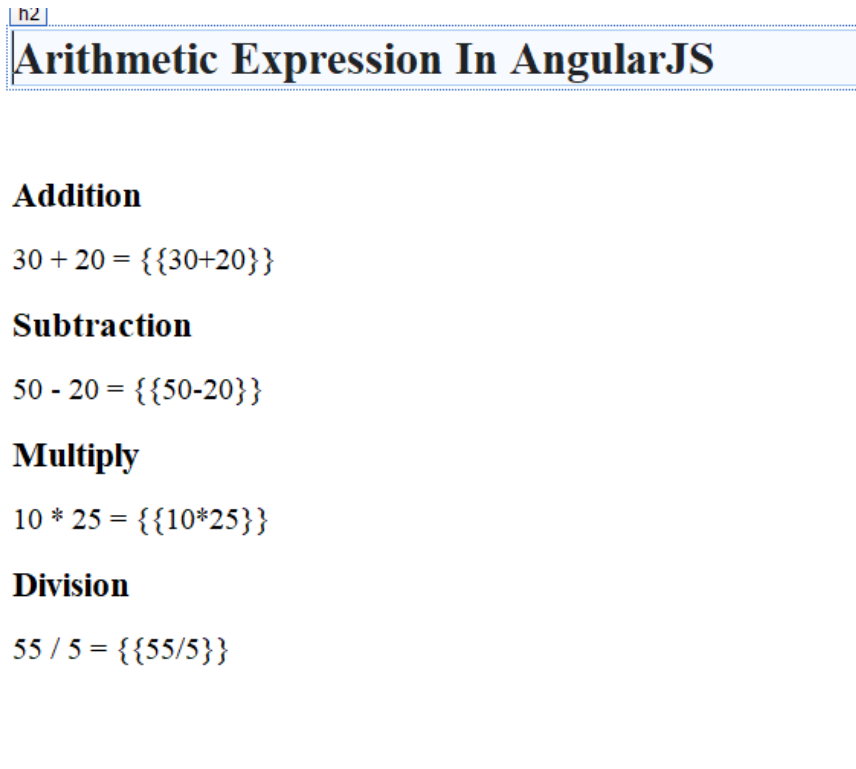 h2
Arithmetic Expression In AngularJS
Addition
30 + 20 = {{30+20}}
Subtraction
50 - 20 = {{50-20}}
Multiply
10 * 25 = {{10*25}}
Division
55 / 5 = {{55/5}}